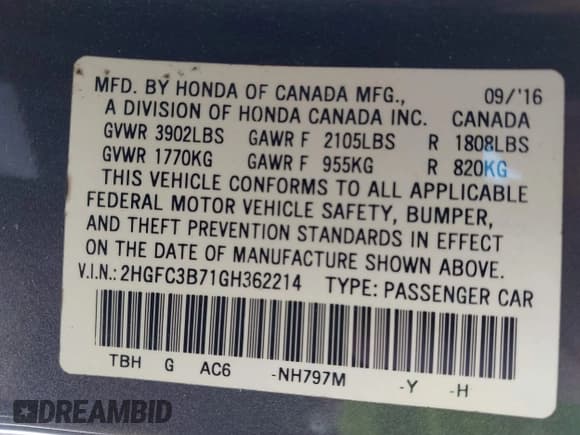 MFD. BY HONDA OF CANADA MFG., 09/'16
A DIVISION OF HONDA CANADA INC. CANADA
GVWR 3902LBS GAWR F 2105LBS R 1808LBS
GVWR 1770KG GAWR F 955KG R 820KG
THIS VEHICLE CONFORMS TO ALL APPLICABLE
FEDERAL MOTOR VEHICLE SAFETY, BUMPER,
AND THEFT PREVENTION STANDARDS IN EFFECT
ON THE DATE OF MANUFACTURE SHOWN ABOVE.
V.I.N.: 2HGFC3B71GH362214 TYPE: PASSENGER CAR
TBH G AC6 -NH797M -Y -H
DREAMBID